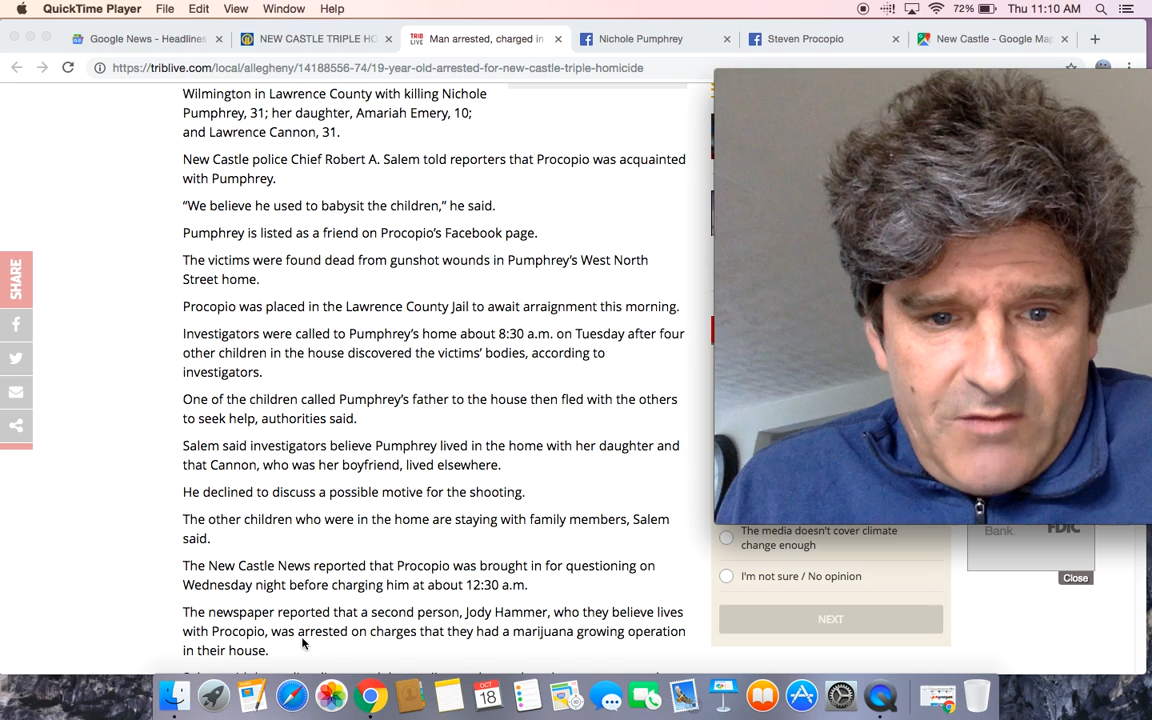 QuickTime Player File Edit View Window Help 72% Thu 11:10 AM
Google News - Headlines × NEW CASTLE TRIPLE HO × TRIB LIVE Man arrested, charged in × Nichole Pumphrey × Steven Procopio × New Castle - Google Map ×
https://triblive.com/local/allegheny/14188556-74/19-year-old-arrested-for-new-castle-triple-homicide
Wilmington in Lawrence County with killing Nichole
Pumphrey, 31; her daughter, Amariah Emery, 10;
and Lawrence Cannon, 31.
New Castle police Chief Robert A. Salem told reporters that Procopio was acquainted
with Pumphrey.
“We believe he used to babysit the children,” he said.
Pumphrey is listed as a friend on Procopio’s Facebook page.
The victims were found dead from gunshot wounds in Pumphrey’s West North
Street home.
SHARE
Procopio was placed in the Lawrence County Jail to await arraignment this morning.
Investigators were called to Pumphrey’s home about 8:30 a.m. on Tuesday after four
other children in the house discovered the victims’ bodies, according to
investigators.
One of the children called Pumphrey’s father to the house then fled with the others
to seek help, authorities said.
Salem said investigators believe Pumphrey lived in the home with her daughter and
that Cannon, who was her boyfriend, lived elsewhere.
He declined to discuss a possible motive for the shooting.
The other children who were in the home are staying with family members, Salem
said.
The New Castle News reported that Procopio was brought in for questioning on
Wednesday night before charging him at about 12:30 a.m.
The newspaper reported that a second person, Jody Hammer, who they believe lives
with Procopio, was arrested on charges that they had a marijuana growing operation
in their house.
The media doesn't cover climate
change enough
I'm not sure / No opinion
NEXT
Bank. FDIC
Close
OCT
18